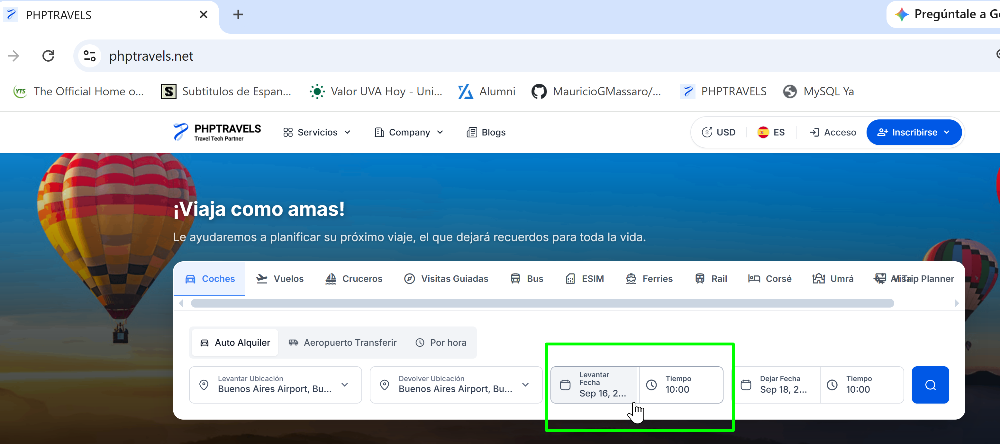 PHPTRAVELS
Pregúntale a Ge
phptravels.net
The Official Home o...
Subtitulos de Espan...
Valor UVA Hoy - Uni...
Alumni
MauricioGMassaro/...
PHPTRAVELS
MySQL Ya
PHPTRAVELS
Travel Tech Partner
Servicios
Company
Blogs
USD
ES
Acceso
Inscribirse
¡Viaja como amas!
Le ayudaremos a planificar su próximo viaje, el que dejará recuerdos para toda la vida.
Coches
Vuelos
Cruceros
Visitas Guiadas
Bus
ESIM
Ferries
Rail
Corsé
Umrá
Visa
AI Trip Planner
Auto Alquiler
Aeropuerto Transferir
Por hora
Levantar Ubicación
Buenos Aires Airport, Bu...
Devolver Ubicación
Buenos Aires Airport, Bu...
Levantar
Fecha
Sep 16, 2...
Tiempo
10:00
Dejar Fecha
Sep 18, 2...
Tiempo
10:00